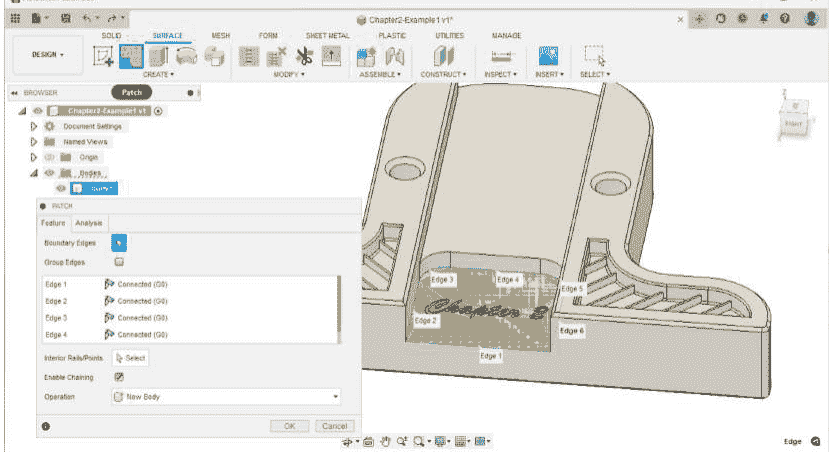 Chapter2-Example1 v1*
SOLID SURFACE MESH FORM SHEET METAL PLASTIC UTILITIES MANAGE
DESIGN
CREATE MODIFY ASSEMBLE CONSTRUCT INSPECT INSERT SELECT
BROWSER Patch
Chapter2-Example1 v1
Document Settings
Named Views
Origin
Bodies
PATCH
Feature Analysis
Boundary Edges
Group Edges
Edge 1 Connected (G0)
Edge 2 Connected (G0)
Edge 3 Connected (G0)
Edge 4 Connected (G0)
Interior Rails/Points Select
Enable Chaining
Operation New Body
OK Cancel
Edge 3 Edge 4 Edge 5
Chapter 2
Edge 2 Edge 6
Edge 1
RIGHT
Edge